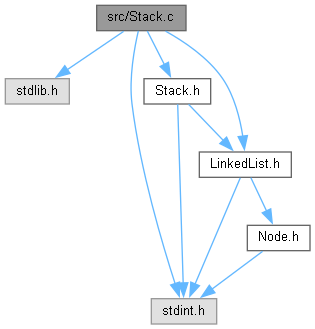 src/Stack.c
stdlib.h
Stack.h
LinkedList.h
Node.h
stdint.h